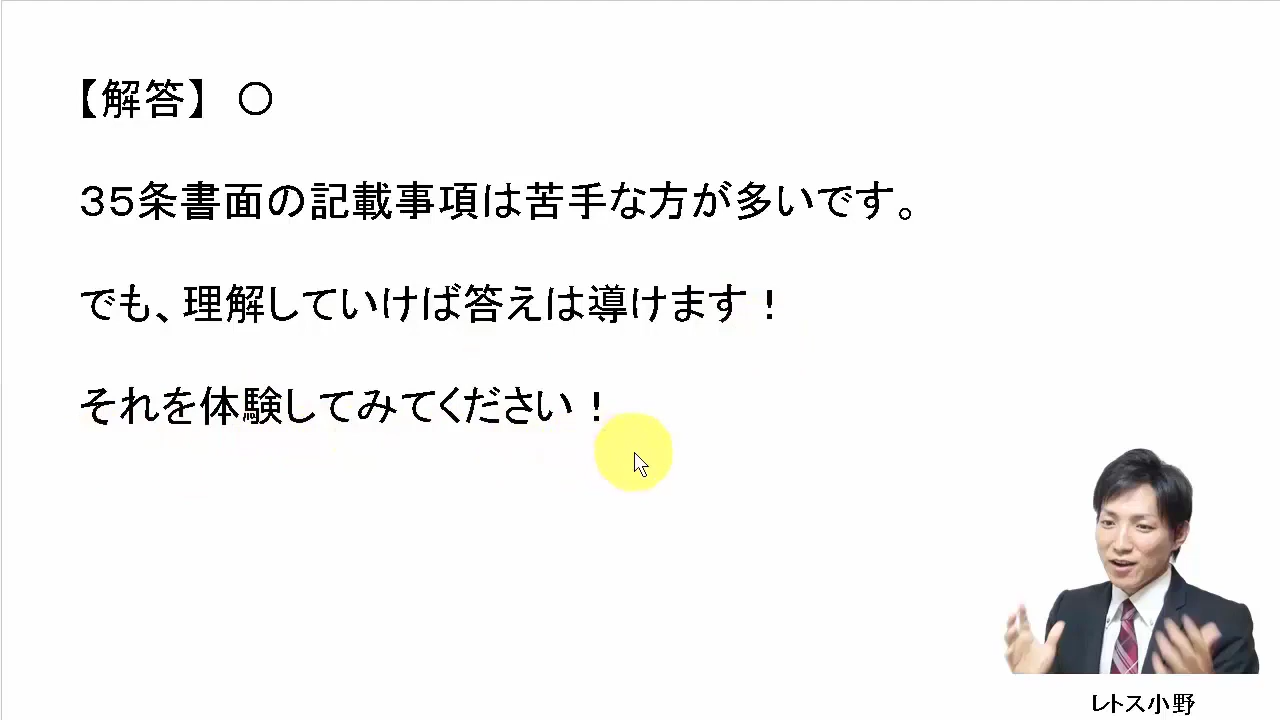 【解答】 ○
３５条書面の記載事項は苦手な方が多いです。
でも、理解していけば答えは導けます！
それを体験してみてください！
レトス小野